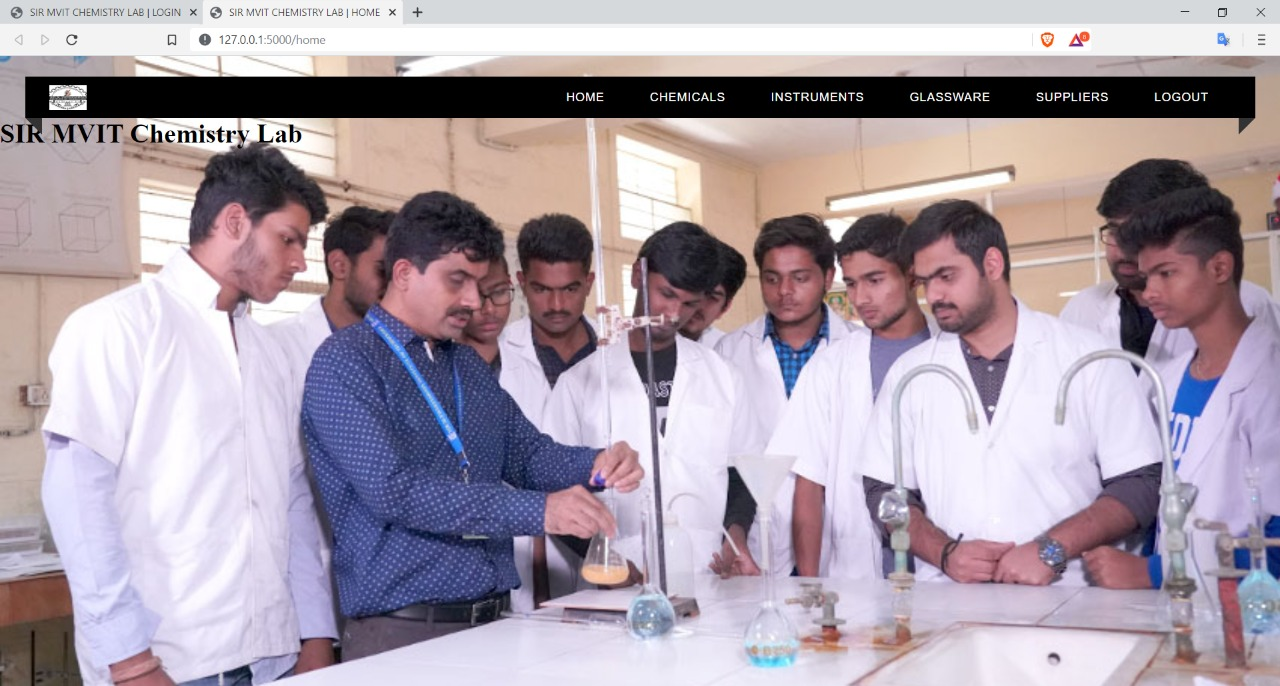 SIR MVIT CHEMISTRY LAB | LOGIN
SIR MVIT CHEMISTRY LAB | HOME
127.0.0.1:5000/home
HOME CHEMICALS INSTRUMENTS GLASSWARE SUPPLIERS LOGOUT
SIR MVIT Chemistry Lab